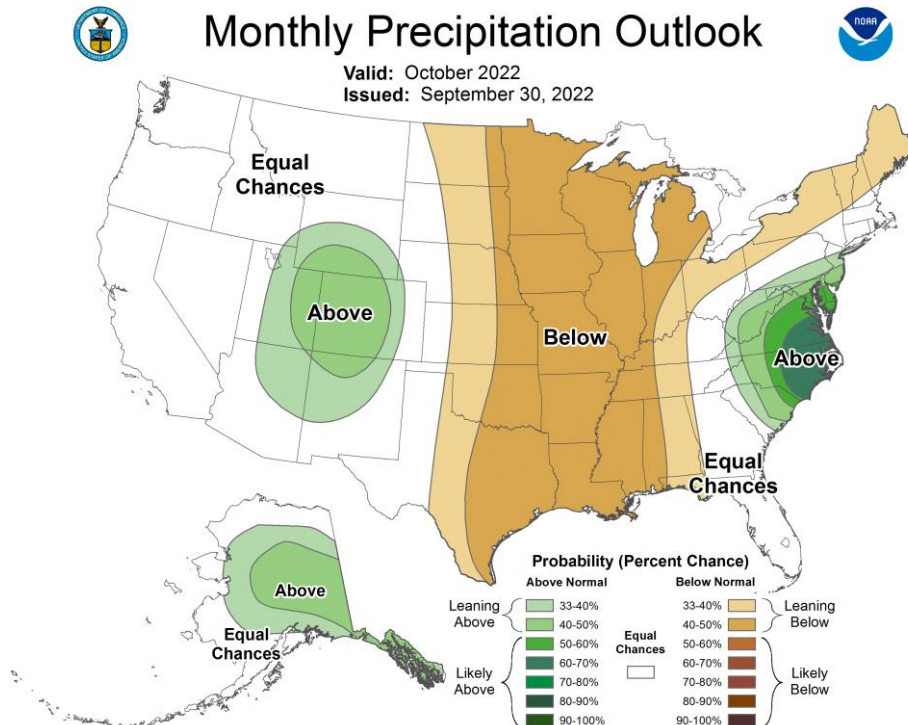 Monthly Precipitation Outlook
NOAA
Valid: October 2022
Issued: September 30, 2022
Equal
Chances
Above
Below
Above
Equal
Chances
Above
Equal
Chances
Probability (Percent Chance)
Above Normal
Below Normal
Leaning
Above
33-40%
40-50%
50-60%
60-70%
70-80%
80-90%
90-100%
Likely
Above
Equal
Chances
33-40%
40-50%
50-60%
60-70%
70-80%
80-90%
90-100%
Leaning
Below
Likely
Below